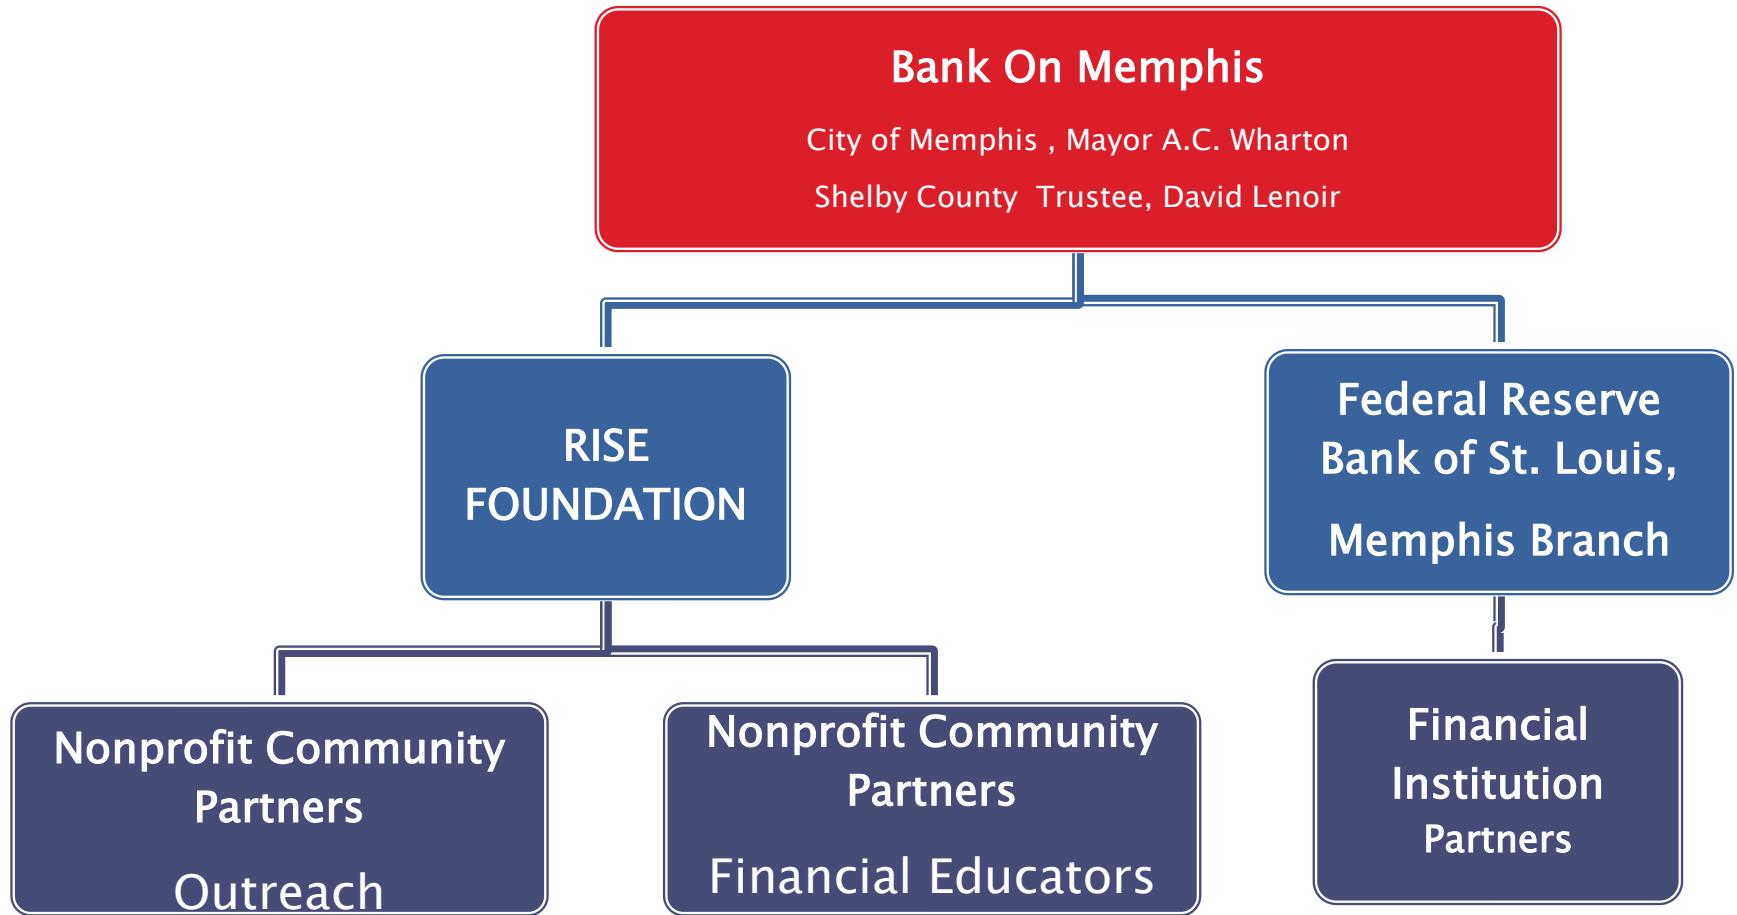 Bank On Memphis
City of Memphis , Mayor A.C. Wharton
Shelby County  Trustee, David Lenoir
RISE
FOUNDATION
Federal Reserve
Bank of St. Louis,
Memphis Branch
Nonprofit Community
Partners
Outreach
Nonprofit Community
Partners
Financial Educators
Financial
Institution
Partners